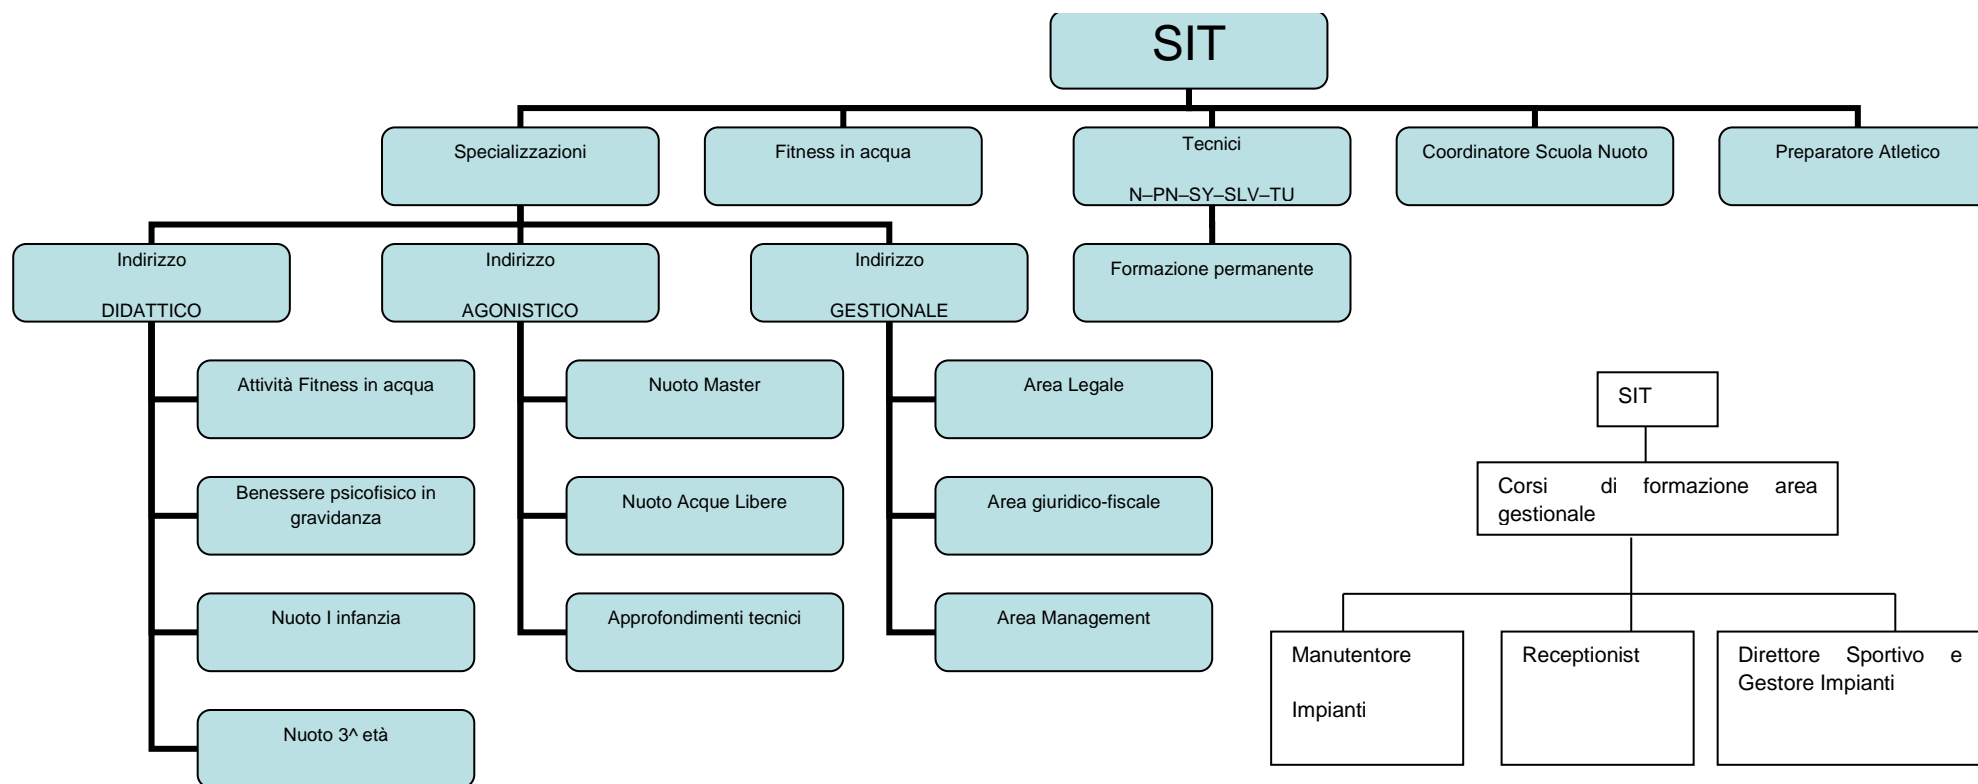 SIT
Specializzazioni
Fitness in acqua
Tecnici
N–PN–SY–SLV–TU
Coordinatore Scuola Nuoto
Preparatore Atletico
Indirizzo
DIDATTICO
Indirizzo
AGONISTICO
Indirizzo
GESTIONALE
Formazione permanente
Attività Fitness in acqua
Benessere psicofisico in
gravidanza
Nuoto I infanzia
Nuoto 3^ età
Nuoto Master
Nuoto Acque Libere
Approfondimenti tecnici
Area Legale
Area giuridico-fiscale
Area Management
SIT
Corsi di formazione area
gestionale
Manutentore
Impianti
Receptionist
Direttore Sportivo e
Gestore Impianti